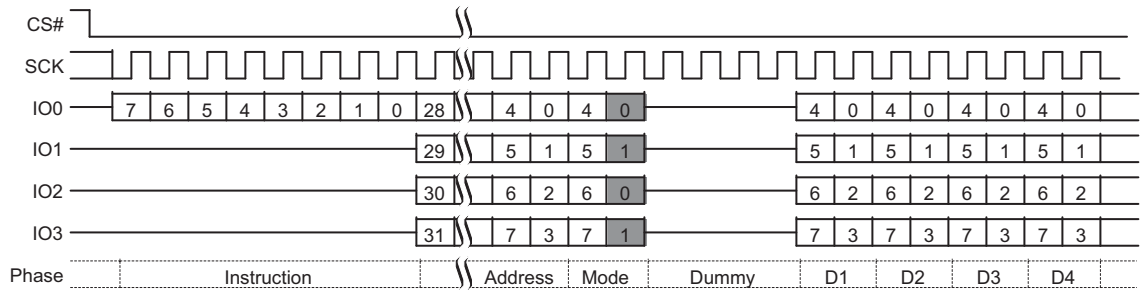 CS#
SCK
IO0 7 6 5 4 3 2 1 0 28 4 0 4 0 4 0 4 0 4 0 4 0
IO1 29 5 1 5 1 5 1 5 1 5 1 5 1
IO2 30 6 2 6 0 6 2 6 2 6 2 6 2
IO3 31 7 3 7 1 7 3 7 3 7 3 7 3
Phase Instruction Address Mode Dummy D1 D2 D3 D4